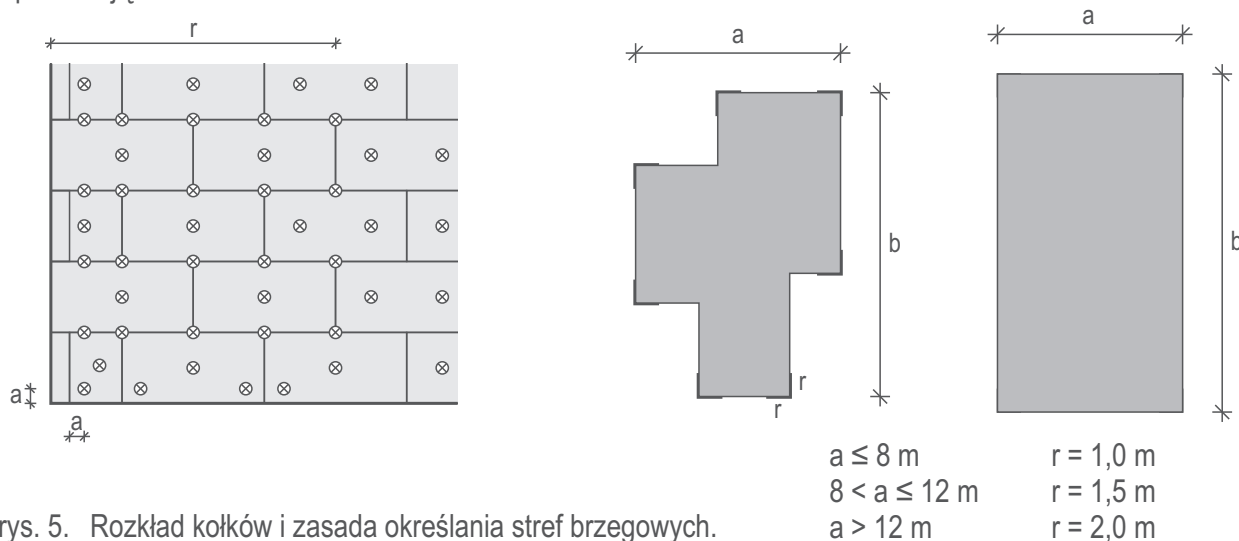 r
a
a
a
b
r
r
a
b
a ≤ 8 m r = 1,0 m
8 < a ≤ 12 m r = 1,5 m
a > 12 m r = 2,0 m
rys. 5. Rozkład kołków i zasada określania stref brzegowych.